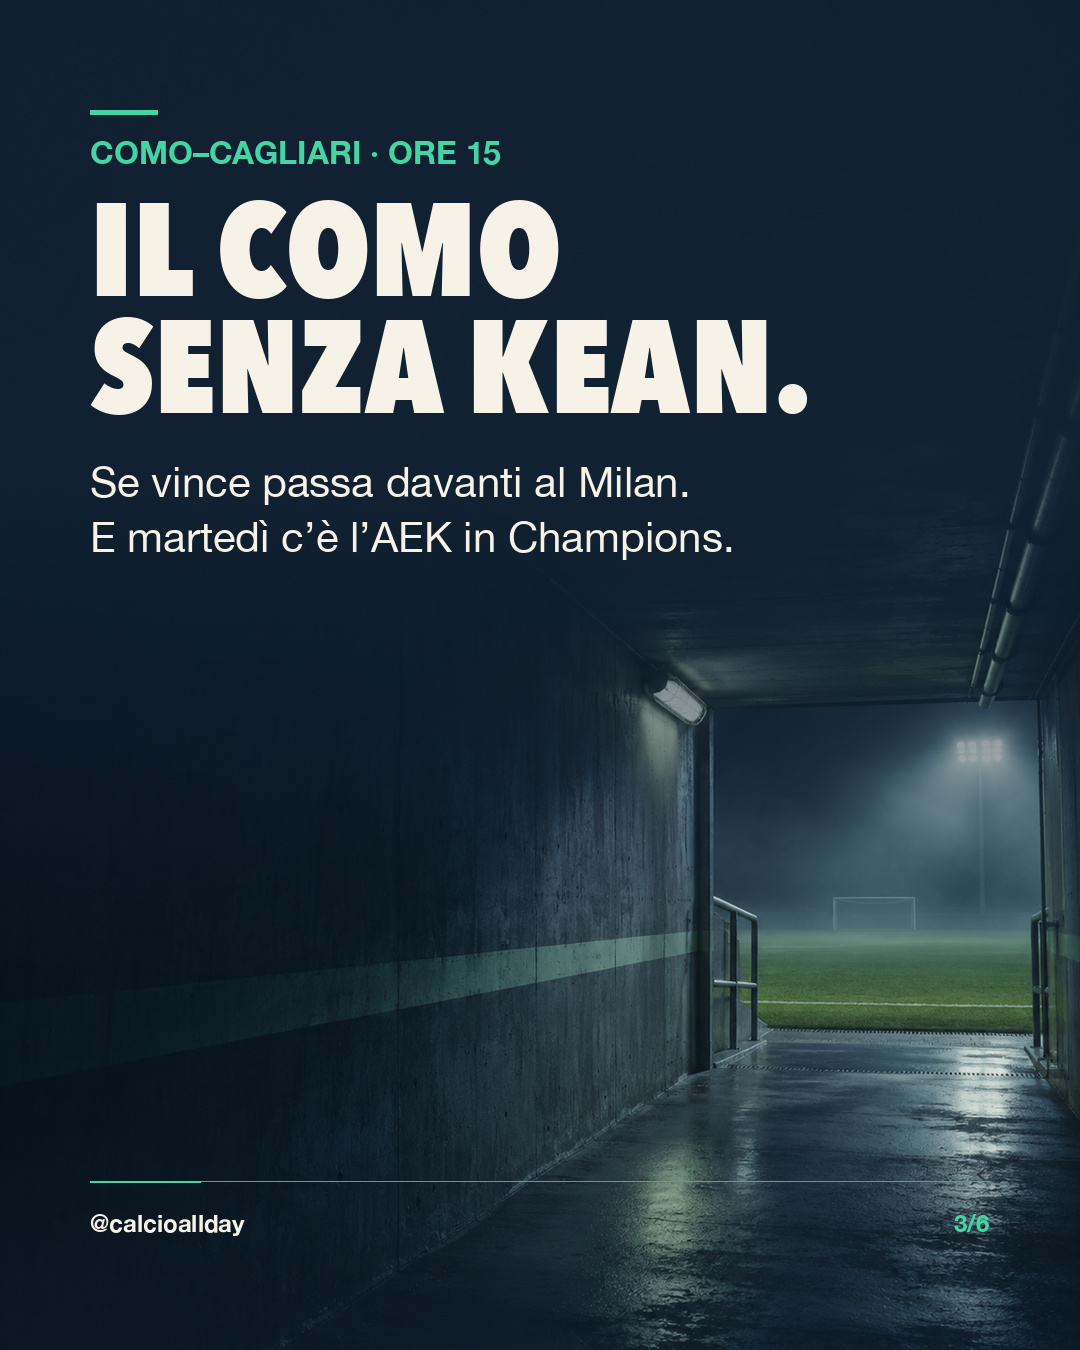 COMO–CAGLIARI · ORE 15
IL COMO
SENZA KEAN.
Se vince passa davanti al Milan.
E martedì c’è l’AEK in Champions.
@calcioallday
3/6